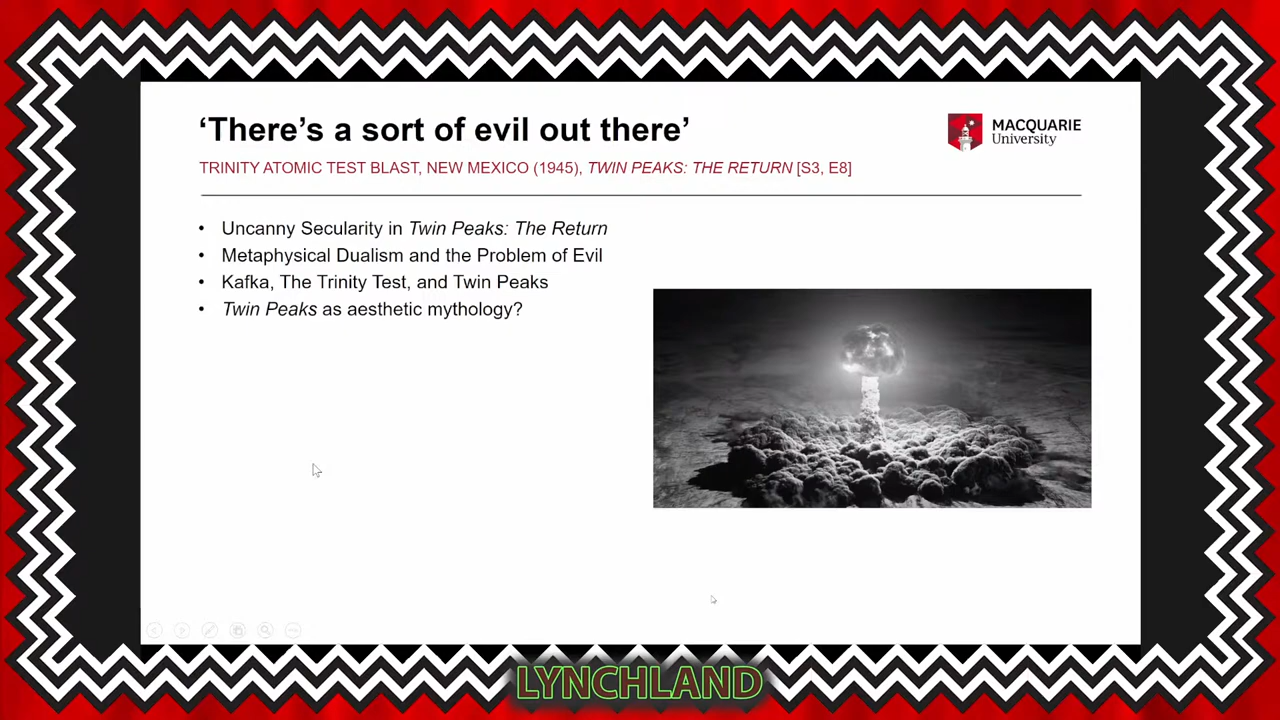 ‘There’s a sort of evil out there’
MACQUARIE
University
TRINITY ATOMIC TEST BLAST, NEW MEXICO (1945), TWIN PEAKS: THE RETURN [S3, E8]
• Uncanny Secularity in Twin Peaks: The Return
• Metaphysical Dualism and the Problem of Evil
• Kafka, The Trinity Test, and Twin Peaks
• Twin Peaks as aesthetic mythology?
LYNCHLAND